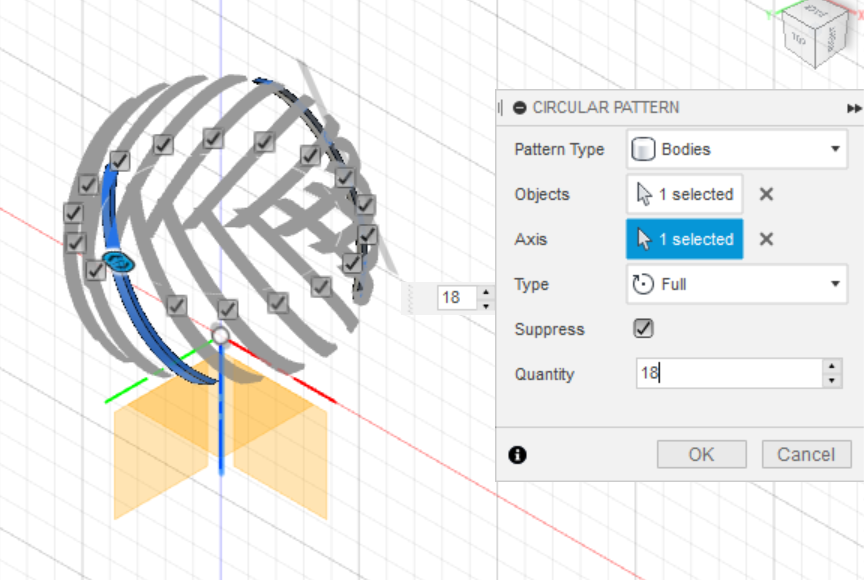 CIRCULAR PATTERN
Pattern Type Bodies
Objects 1 selected
Axis 1 selected
Type Full
Suppress
Quantity 18
OK Cancel
18
TOP
RIGHT
Y
X